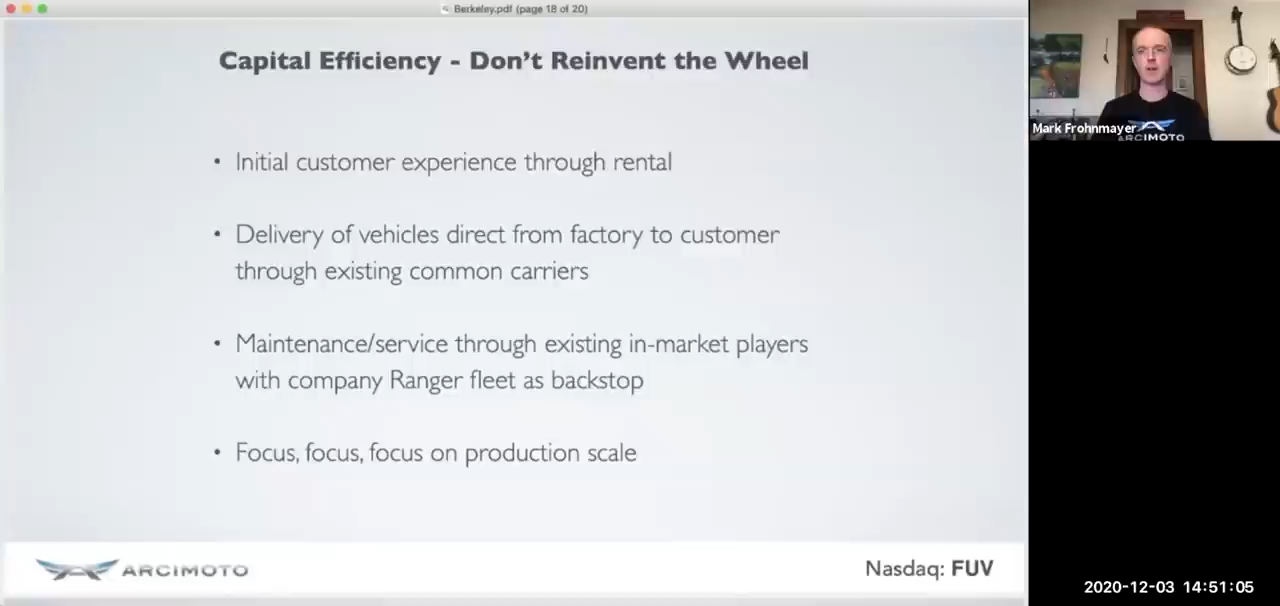 Berkeley.pdf (page 18 of 20)
Capital Efficiency - Don't Reinvent the Wheel
• Initial customer experience through rental
• Delivery of vehicles direct from factory to customer
through existing common carriers
• Maintenance/service through existing in-market players
with company Ranger fleet as backstop
• Focus, focus, focus on production scale
ARCIMOTO
Nasdaq: FUV
Mark Frohnmayer
ARCIMOTO
2020-12-03 14:51:05